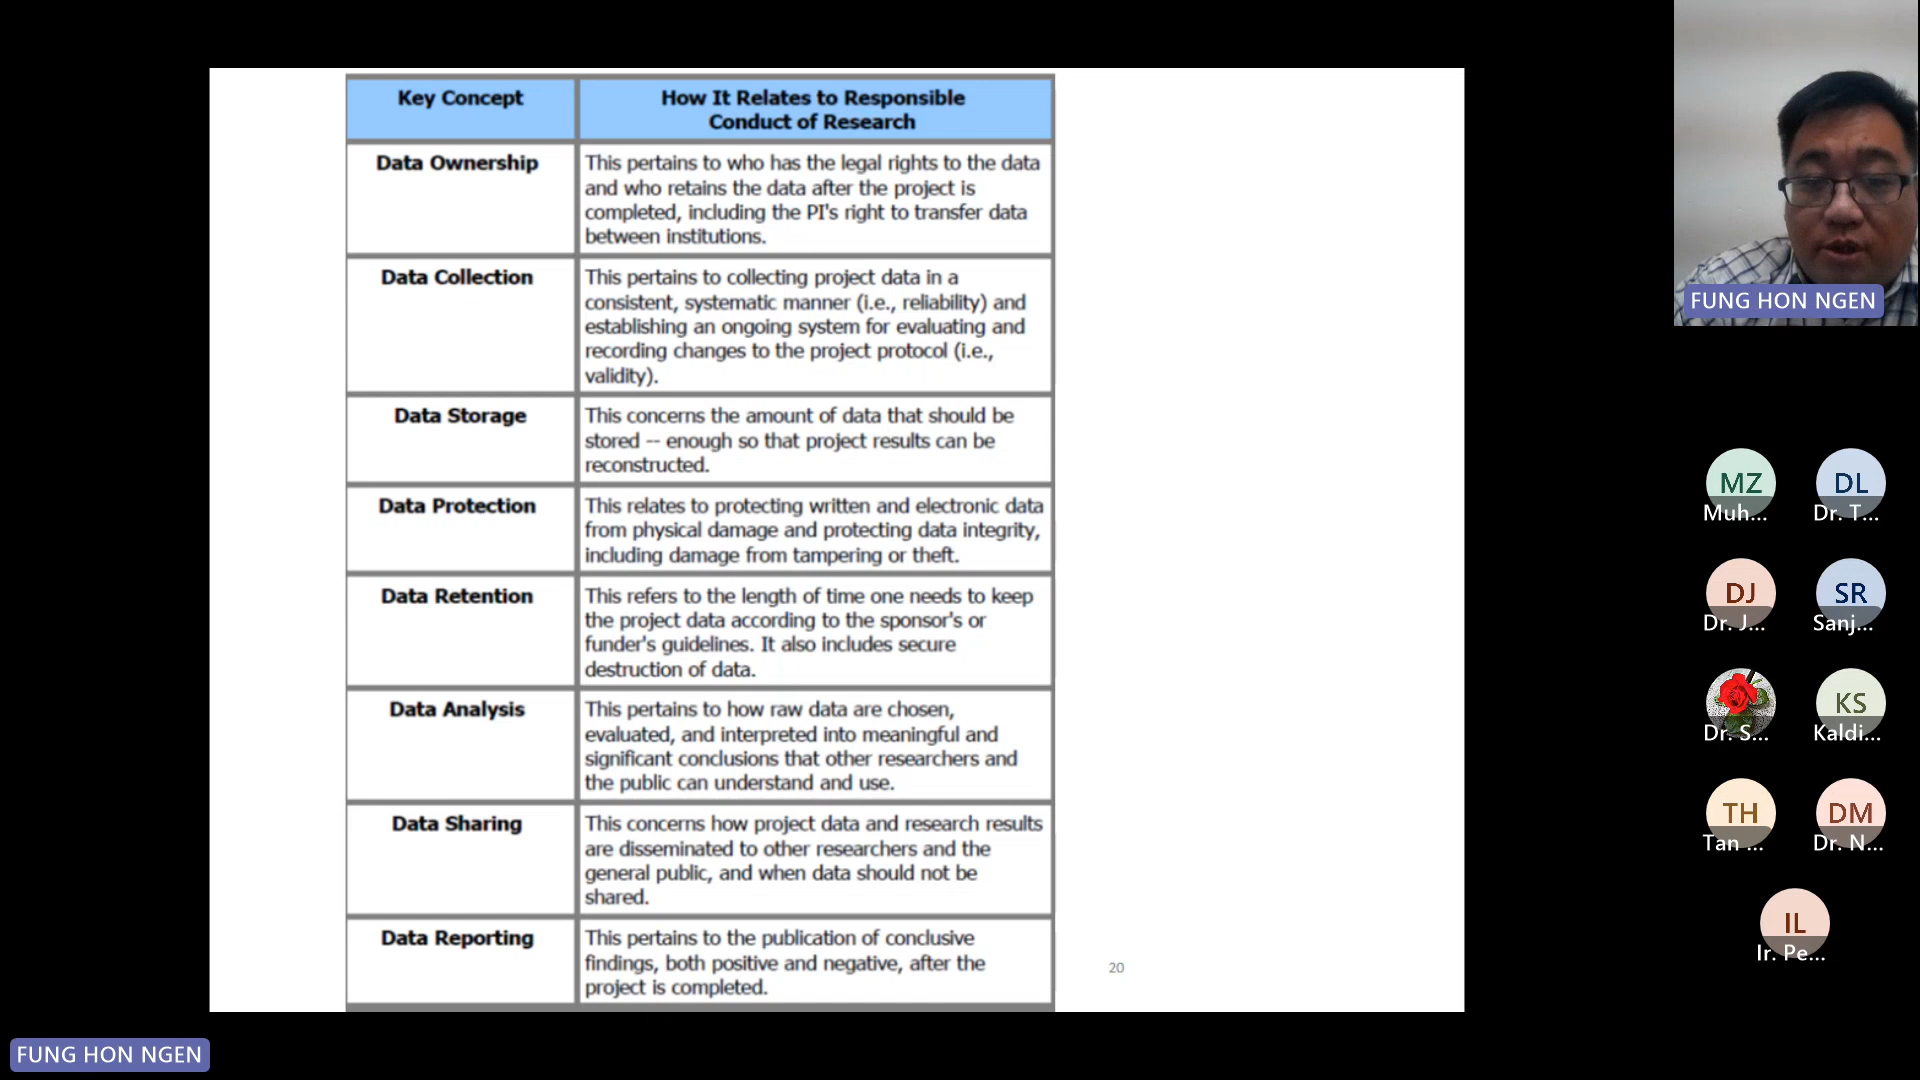 Key Concept
How It Relates to Responsible
Conduct of Research
Data Ownership
This pertains to who has the legal rights to the data
and who retains the data after the project is
completed, including the PI's right to transfer data
between institutions.
Data Collection
This pertains to collecting project data in a
consistent, systematic manner (i.e., reliability) and
establishing an ongoing system for evaluating and
recording changes to the project protocol (i.e.,
validity).
Data Storage
This concerns the amount of data that should be
stored -- enough so that project results can be
reconstructed.
Data Protection
This relates to protecting written and electronic data
from physical damage and protecting data integrity,
including damage from tampering or theft.
Data Retention
This refers to the length of time one needs to keep
the project data according to the sponsor's or
funder's guidelines. It also includes secure
destruction of data.
Data Analysis
This pertains to how raw data are chosen,
evaluated, and interpreted into meaningful and
significant conclusions that other researchers and
the public can understand and use.
Data Sharing
This concerns how project data and research results
are disseminated to other researchers and the
general public, and when data should not be
shared.
Data Reporting
This pertains to the publication of conclusive
findings, both positive and negative, after the
project is completed.
20
FUNG HON NGEN
MZ
Muh...
DL
Dr. T...
DJ
Dr. J...
SR
Sanj...
Dr. S...
KS
Kaldi...
TH
Tan ...
DM
Dr. N...
IL
Ir. Pe...
FUNG HON NGEN